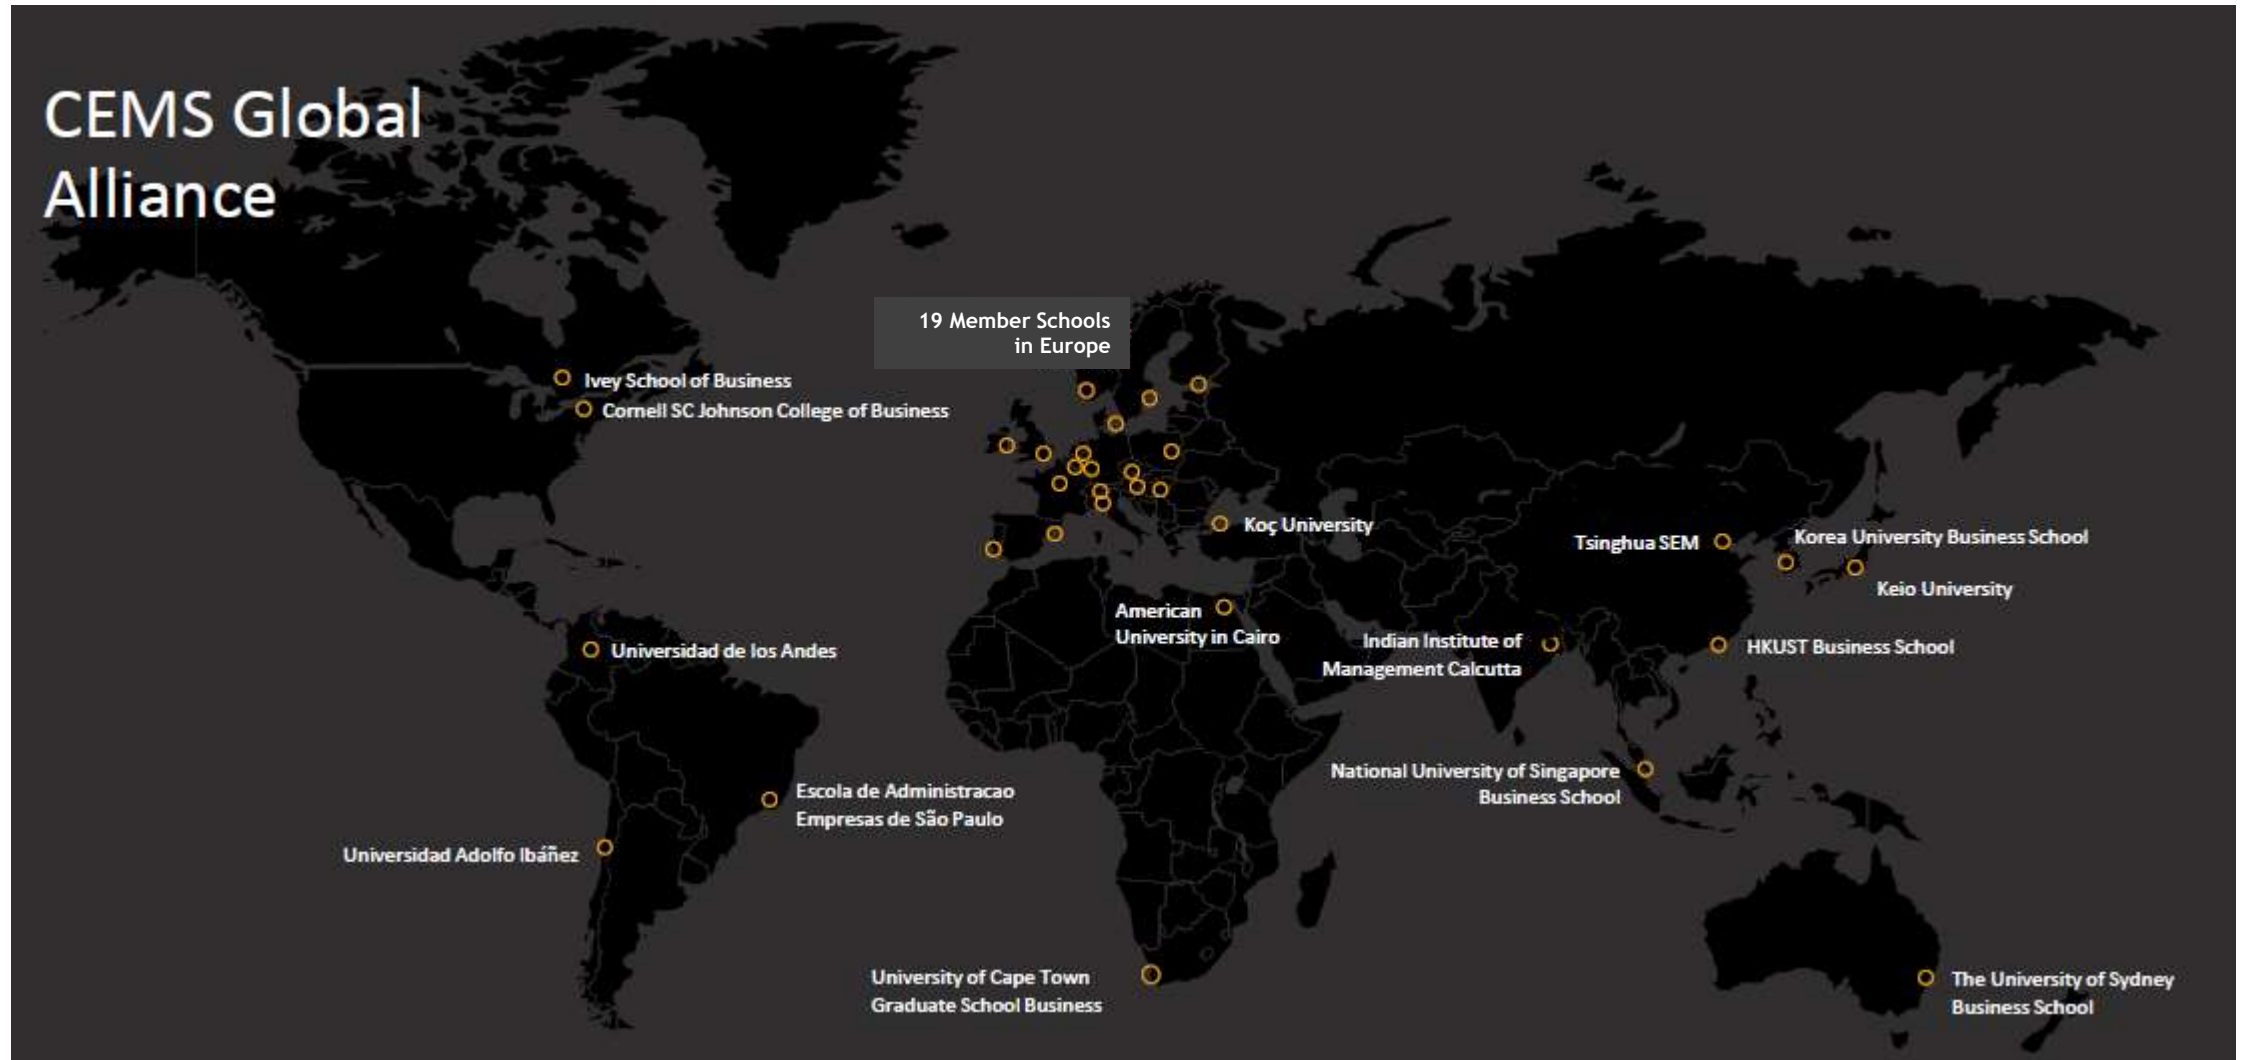 CEMS Global
Alliance
19 Member Schools
in Europe
Ivey School of Business
Cornell SC Johnson College of Business
Koç University
Tsinghua SEM
Korea University Business School
Keio University
American
University in Cairo
Indian Institute of
Management Calcutta
HKUST Business School
Universidad de los Andes
National University of Singapore
Business School
Escola de Administracao
Empresas de São Paulo
Universidad Adolfo Ibáñez
University of Cape Town
Graduate School Business
The University of Sydney
Business School